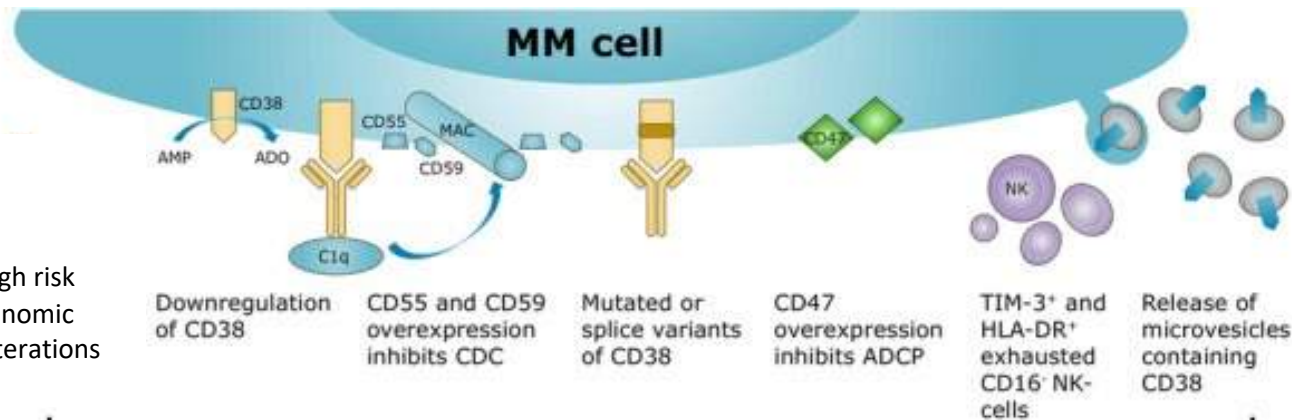 MM cell
CD38
AMP
ADO
C1q
CD55
MAC
CD59
CD47
NK
gh risk
nomic
terations
Downregulation
of CD38
CD55 and CD59
overexpression
inhibits CDC
Mutated or
splice variants
of CD38
CD47
overexpression
inhibits ADCP
TIM-3⁺ and
HLA-DR⁺
exhausted
CD16⁻ NK-
cells
Release of
microvesicles
containing
CD38